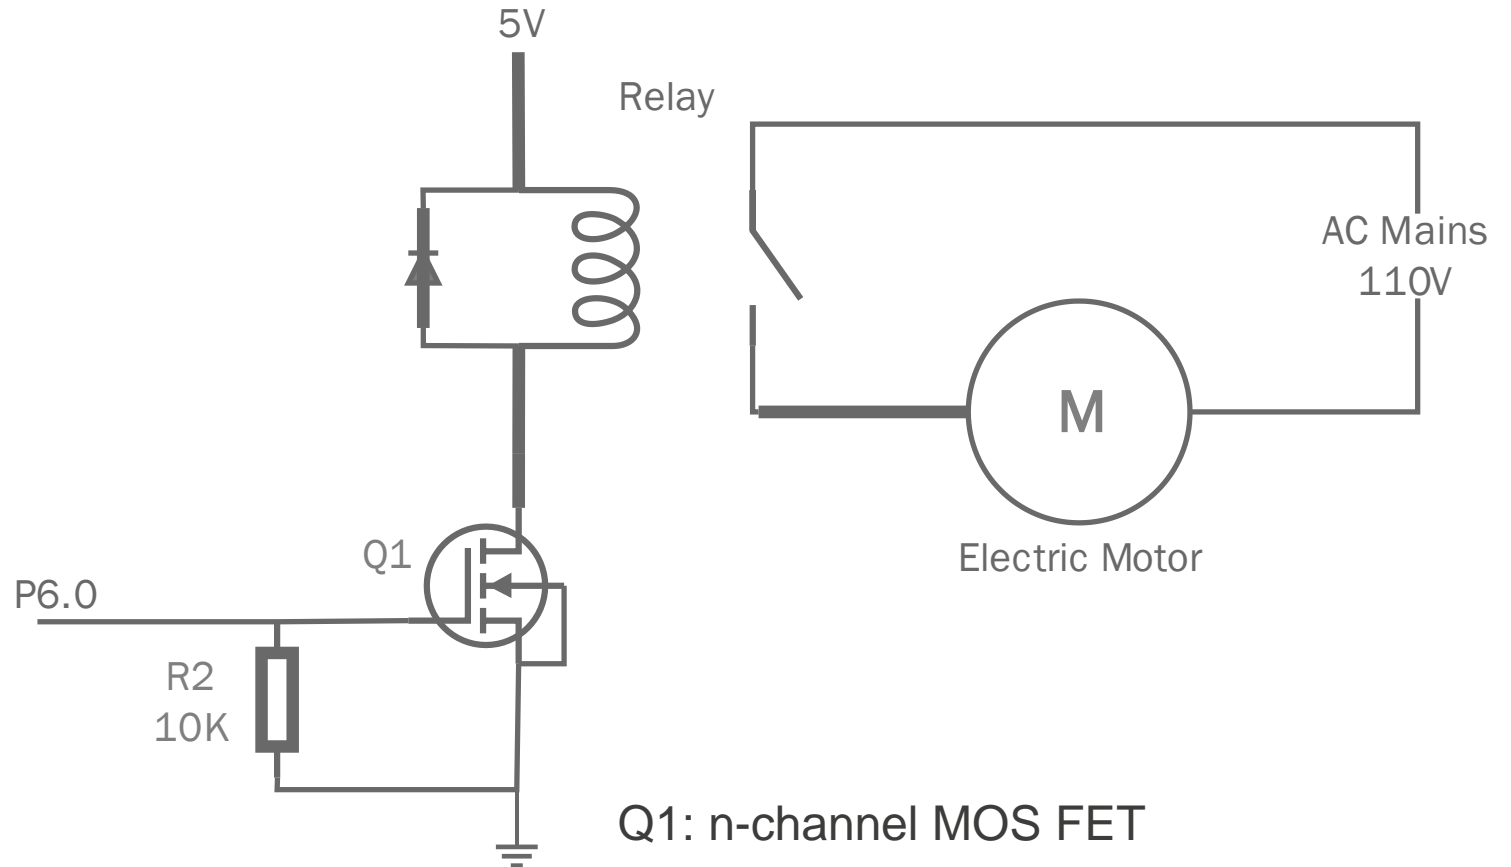 5V
Relay
AC Mains
110V
M
Electric Motor
Q1
P6.0
R2
10K
Q1: n-channel MOS FET